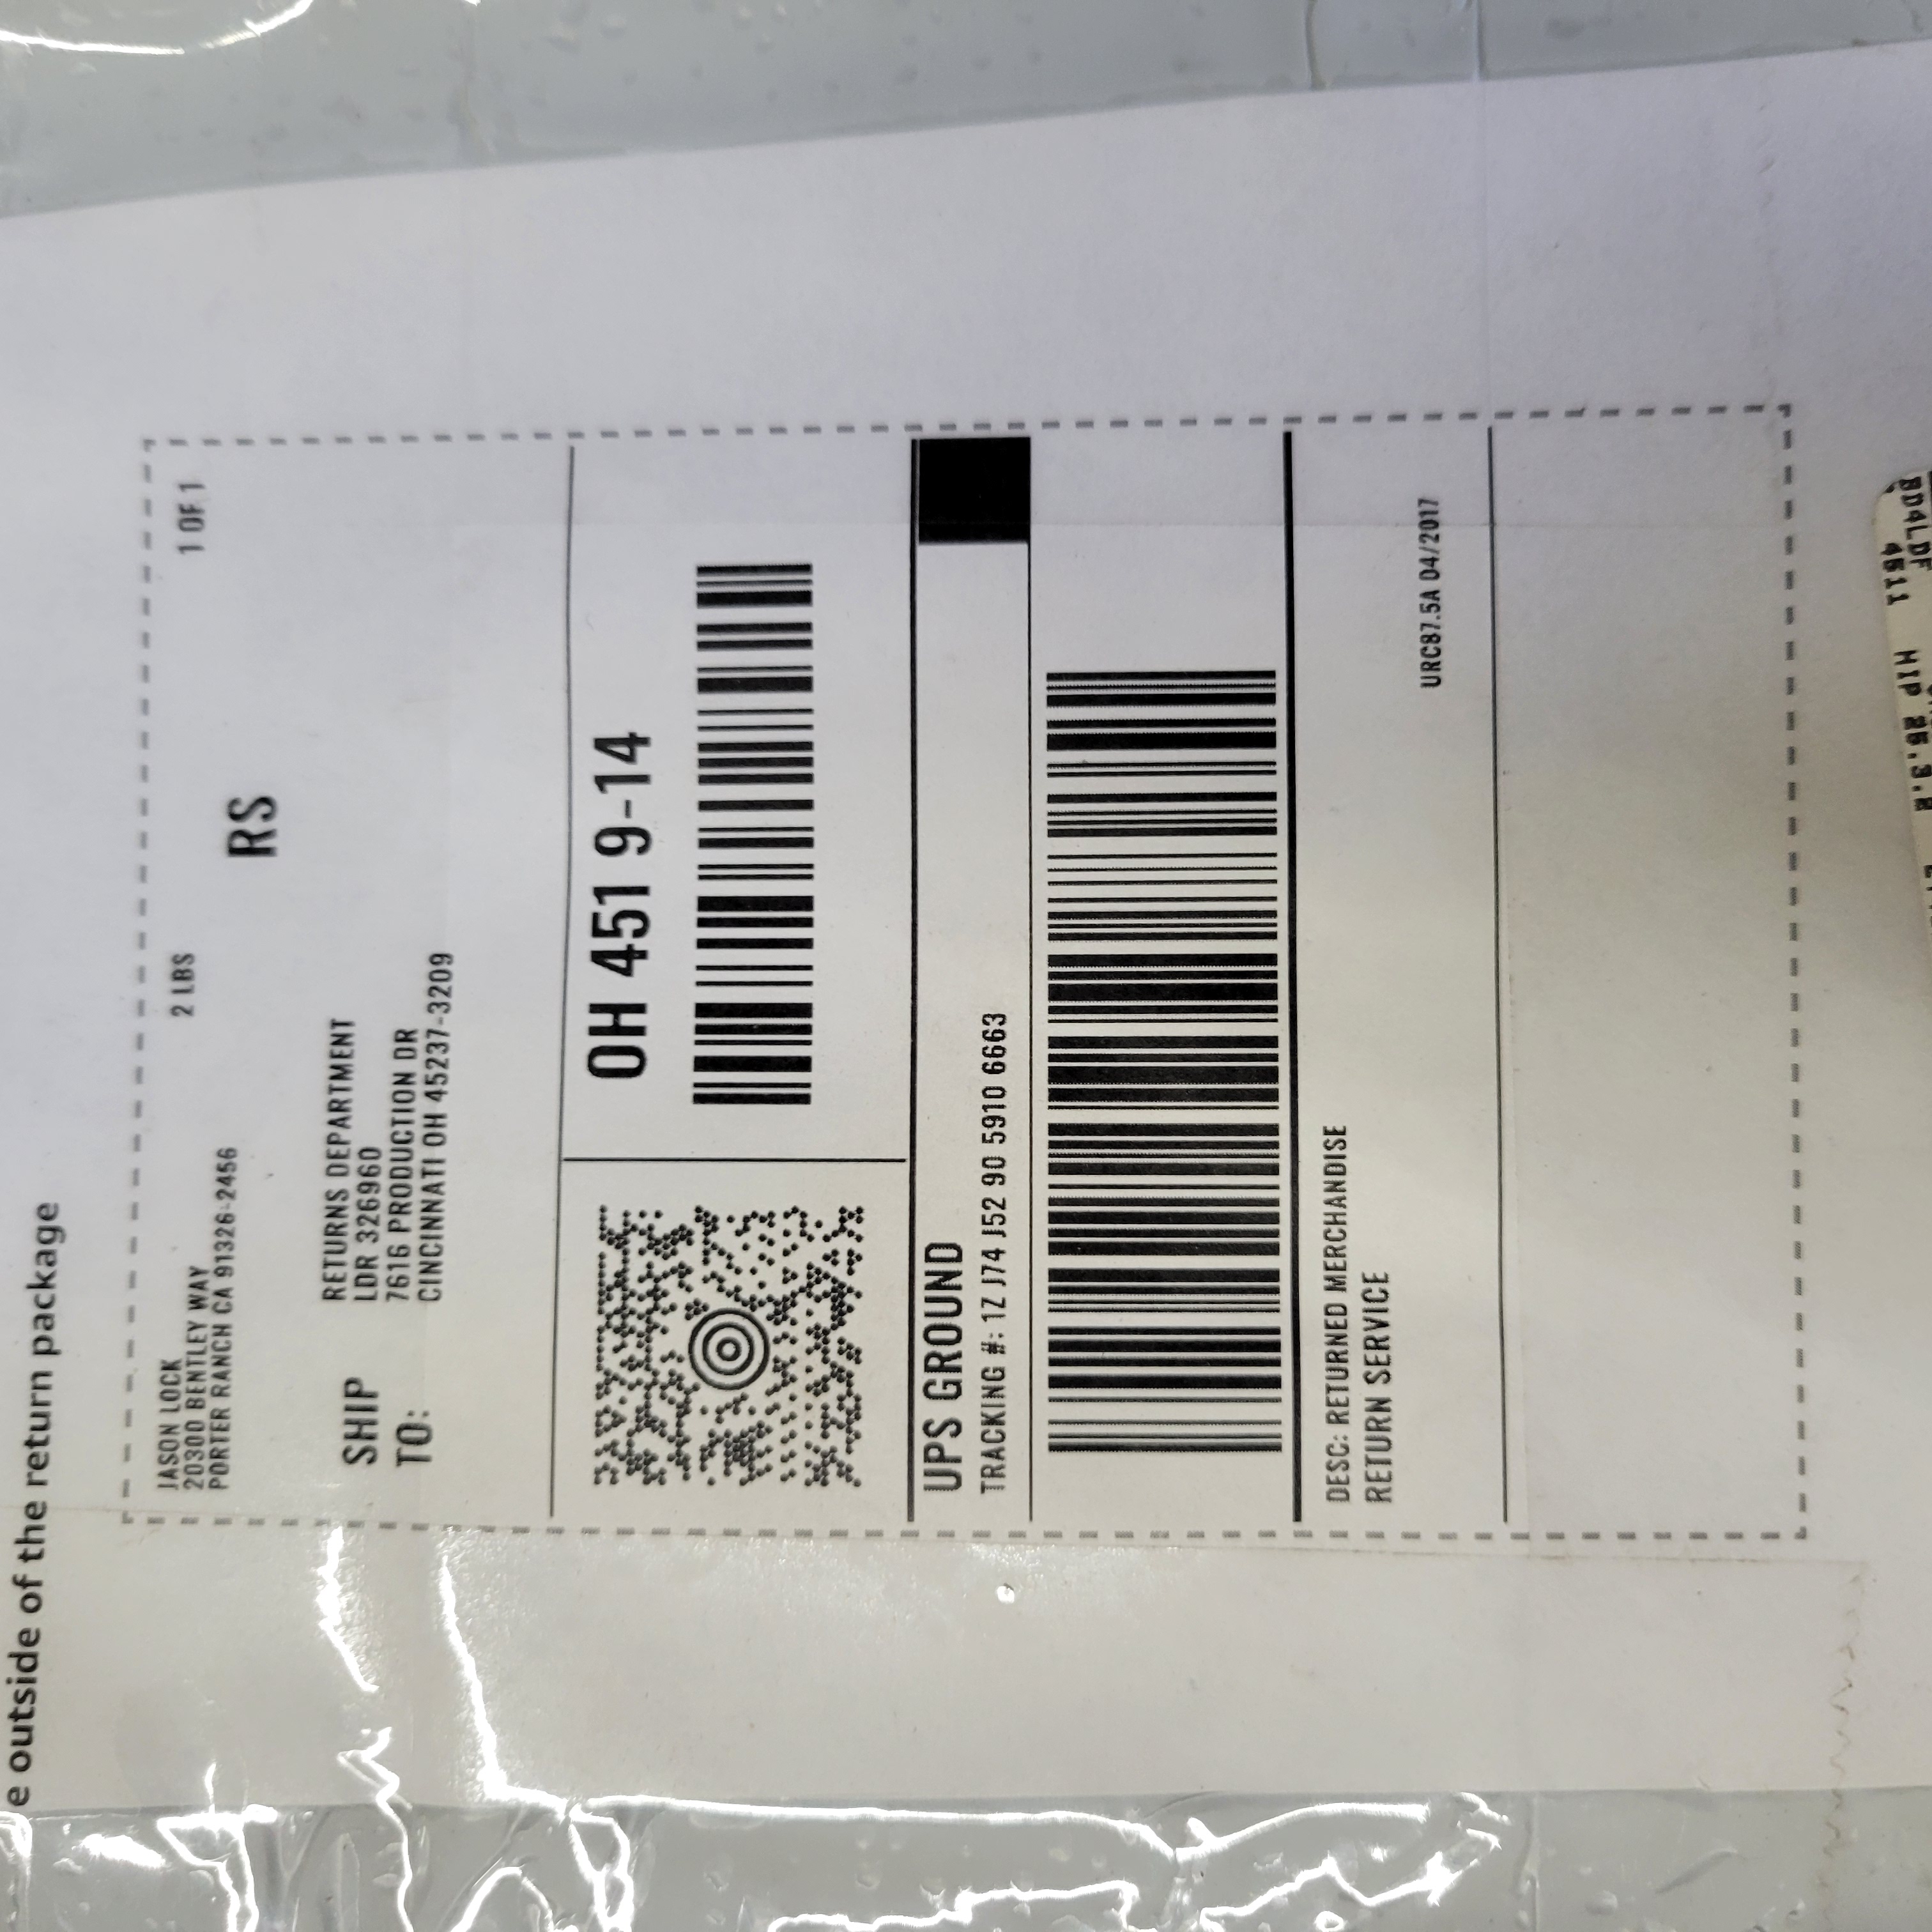 e outside of the return package
JASON LOCK
20300 BENTLEY WAY
PORTER RANCH CA 91326-2456
2 LBS
1 OF 1
RS
SHIP
TO:
RETURNS DEPARTMENT
LDR 326960
7616 PRODUCTION DR
CINCINNATI OH 45237-3209
OH 451 9-14
UPS GROUND
TRACKING #: 1Z J74 J52 90 5910 6663
DESC: RETURNED MERCHANDISE
RETURN SERVICE
URC87.5A 04/2017
4511 HIP